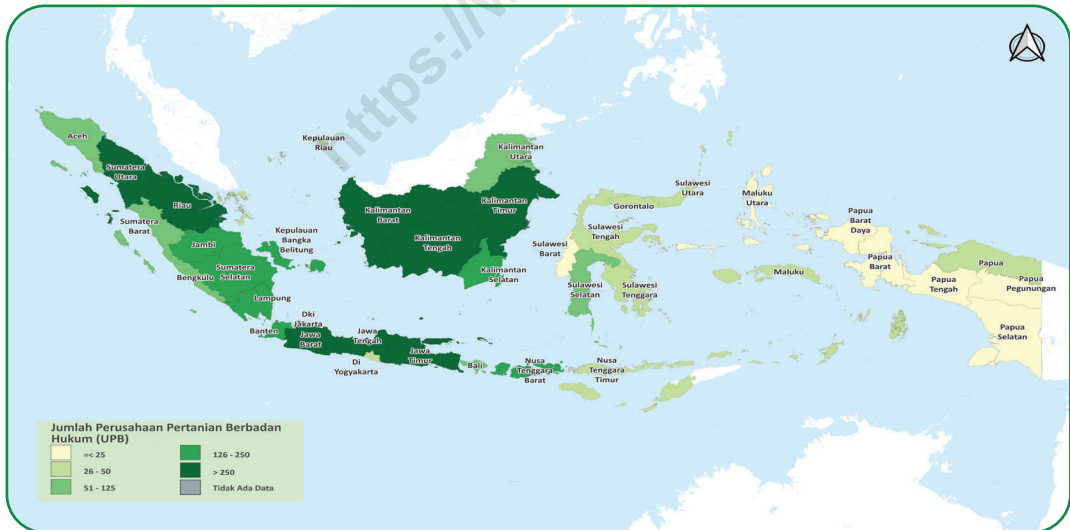 https://w
Aceh
Sumatera
Utara
Riau
Kepulauan
Riau
Sumatera
Barat
Jambi
Kepulauan
Bangka
Belitung
Bengkulu
Sumatera
Selatan
Lampung
Banten
Dki
Jakarta
Jawa
Barat
Jawa
Tengah
Di
Yogyakarta
Jawa
Timur
Bali
Nusa
Tenggara
Barat
Nusa
Tenggara
Timur
Kalimantan
Utara
Kalimantan
Timur
Kalimantan
Barat
Kalimantan
Tengah
Kalimantan
Selatan
Sulawesi
Utara
Gorontalo
Sulawesi
Tengah
Sulawesi
Barat
Sulawesi
Selatan
Sulawesi
Tenggara
Maluku
Utara
Maluku
Papua
Barat
Daya
Papua
Barat
Papua
Tengah
Papua
Papua
Pegunungan
Papua
Selatan
Jumlah Perusahaan Pertanian Berbadan
Hukum (UPB)
=< 25
26 - 50
51 - 125
126 - 250
> 250
Tidak Ada Data